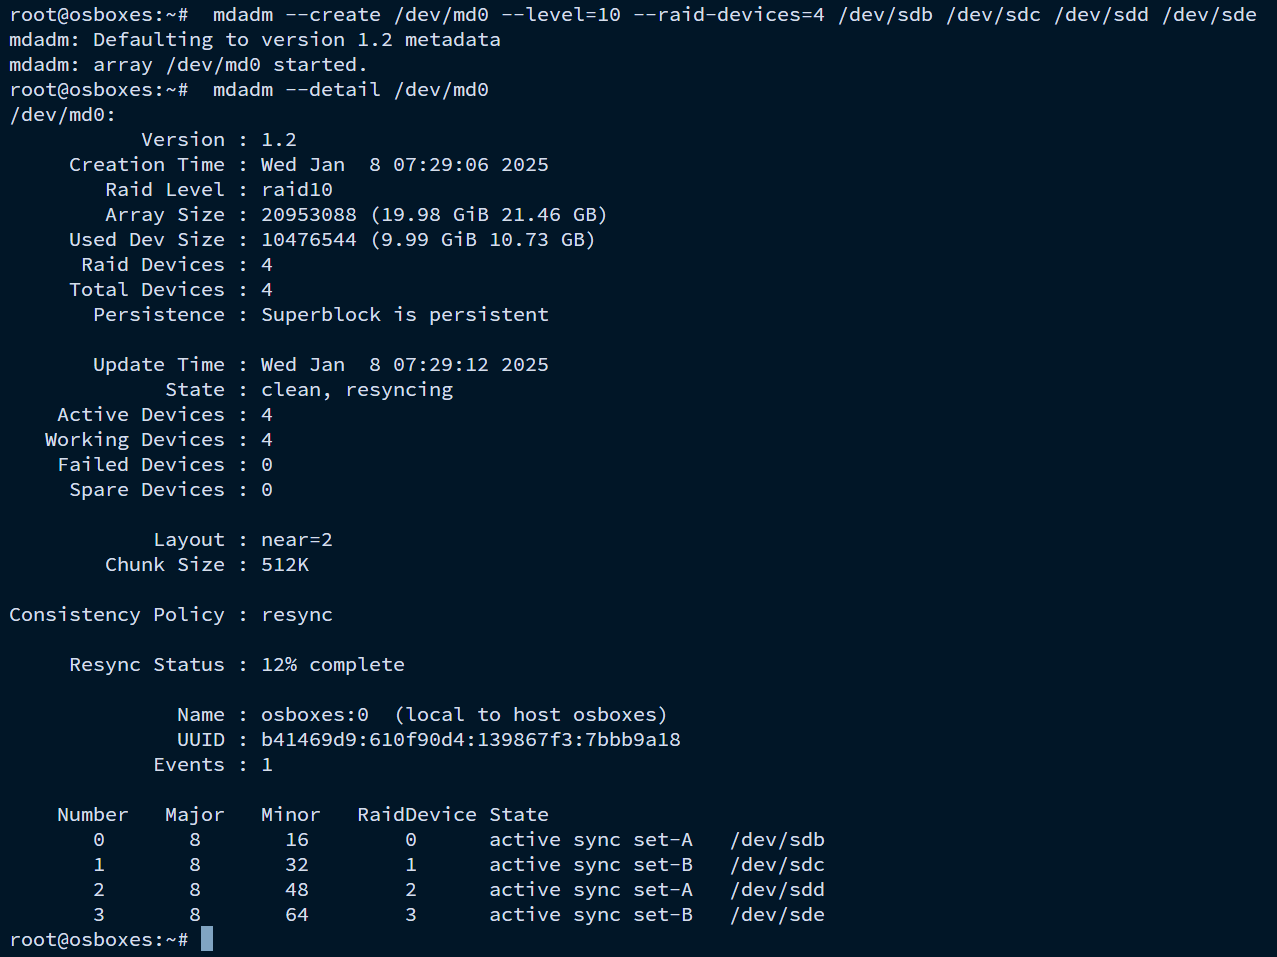 root@osboxes:~#  mdadm --create /dev/md0 --level=10 --raid-devices=4 /dev/sdb /dev/sdc /dev/sdd /dev/sde
mdadm: Defaulting to version 1.2 metadata
mdadm: array /dev/md0 started.
root@osboxes:~#  mdadm --detail /dev/md0
/dev/md0:
           Version : 1.2
     Creation Time : Wed Jan  8 07:29:06 2025
        Raid Level : raid10
        Array Size : 20953088 (19.98 GiB 21.46 GB)
     Used Dev Size : 10476544 (9.99 GiB 10.73 GB)
      Raid Devices : 4
     Total Devices : 4
       Persistence : Superblock is persistent

       Update Time : Wed Jan  8 07:29:12 2025
             State : clean, resyncing
    Active Devices : 4
   Working Devices : 4
    Failed Devices : 0
     Spare Devices : 0

            Layout : near=2
        Chunk Size : 512K

Consistency Policy : resync

     Resync Status : 12% complete

              Name : osboxes:0  (local to host osboxes)
              UUID : b41469d9:610f90d4:139867f3:7bbb9a18
            Events : 1

    Number   Major   Minor   RaidDevice State
       0       8       16        0      active sync set-A   /dev/sdb
       1       8       32        1      active sync set-B   /dev/sdc
       2       8       48        2      active sync set-A   /dev/sdd
       3       8       64        3      active sync set-B   /dev/sde
root@osboxes:~#